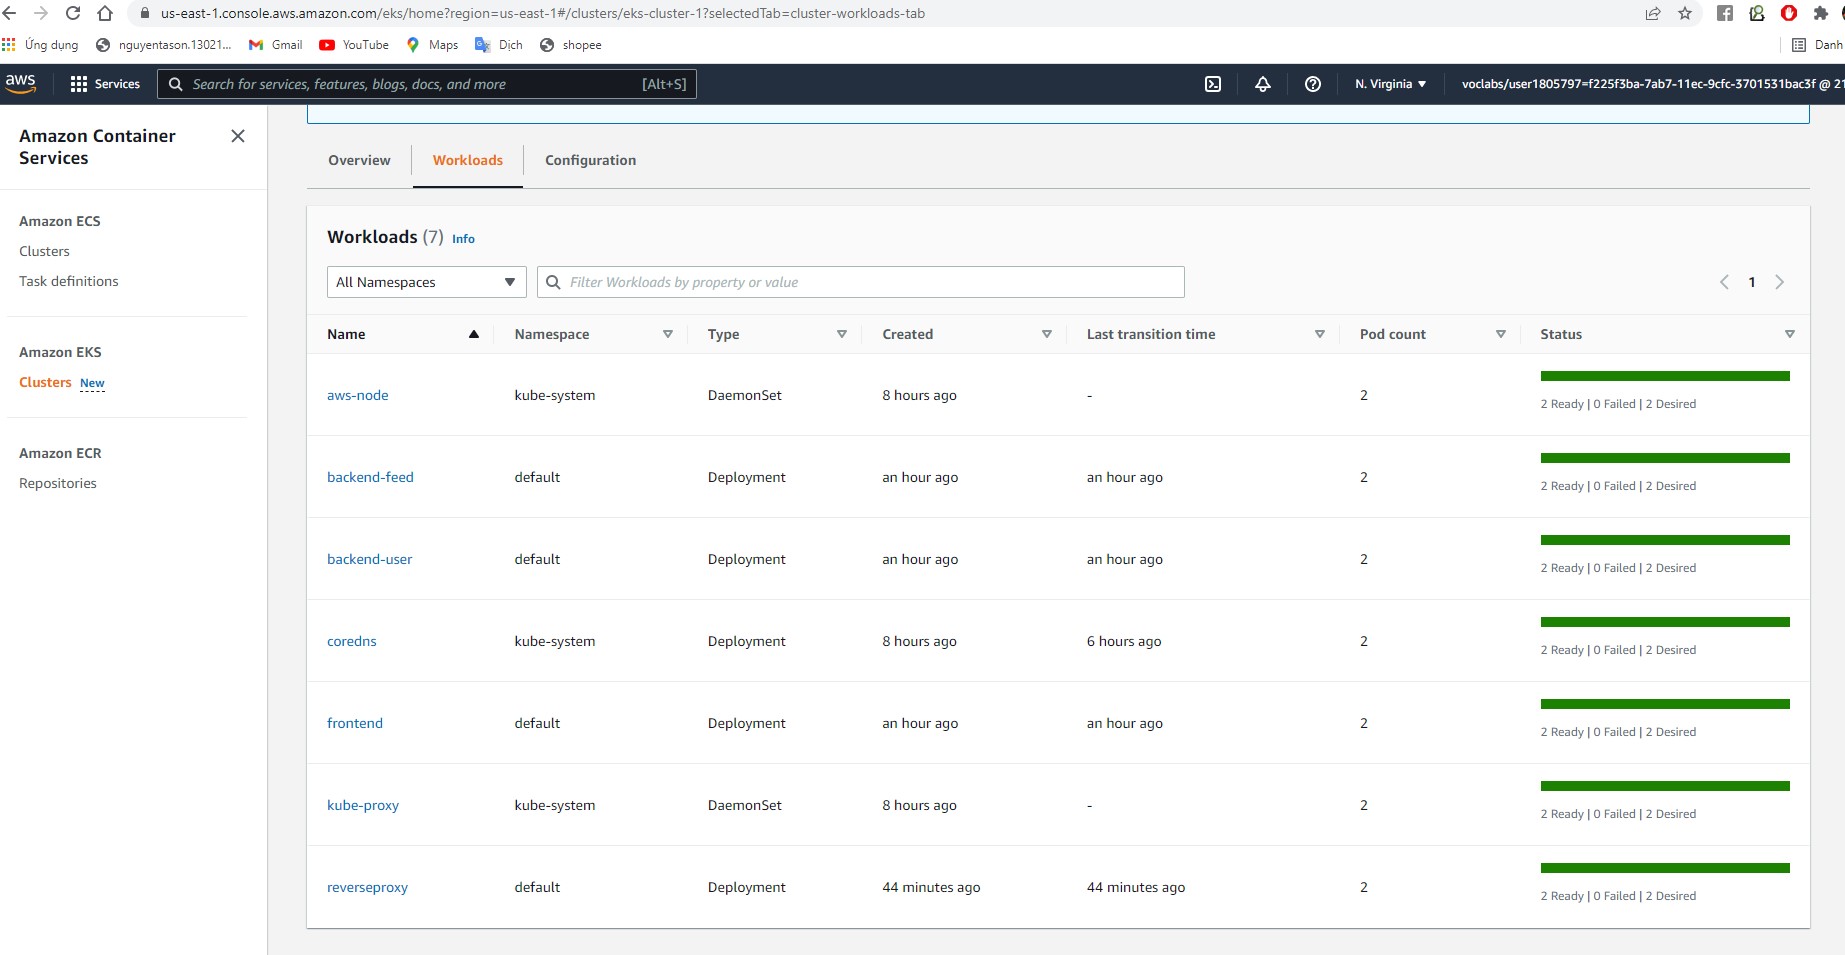 us-east-1.console.aws.amazon.com/eks/home?region=us-east-1#/clusters/eks-cluster-1?selectedTab=cluster-workloads-tab
Ứng dụng nguyentason.13021... Gmail YouTube Maps Dịch shopee Danh
aws Services Search for services, features, blogs, docs, and more [Alt+S] N. Virginia voclabs/user1805797=f225f3ba-7ab7-11ec-9cfc-3701531bac3f @ 21
Amazon Container
Services
Amazon ECS
Clusters
Task definitions
Amazon EKS
Clusters New
Amazon ECR
Repositories
Overview Workloads Configuration
Workloads (7) Info
All Namespaces Filter Workloads by property or value 1
Name Namespace Type Created Last transition time Pod count Status
aws-node kube-system DaemonSet 8 hours ago - 2 2 Ready | 0 Failed | 2 Desired
backend-feed default Deployment an hour ago an hour ago 2 2 Ready | 0 Failed | 2 Desired
backend-user default Deployment an hour ago an hour ago 2 2 Ready | 0 Failed | 2 Desired
coredns kube-system Deployment 8 hours ago 6 hours ago 2 2 Ready | 0 Failed | 2 Desired
frontend default Deployment an hour ago an hour ago 2 2 Ready | 0 Failed | 2 Desired
kube-proxy kube-system DaemonSet 8 hours ago - 2 2 Ready | 0 Failed | 2 Desired
reverseproxy default Deployment 44 minutes ago 44 minutes ago 2 2 Ready | 0 Failed | 2 Desired